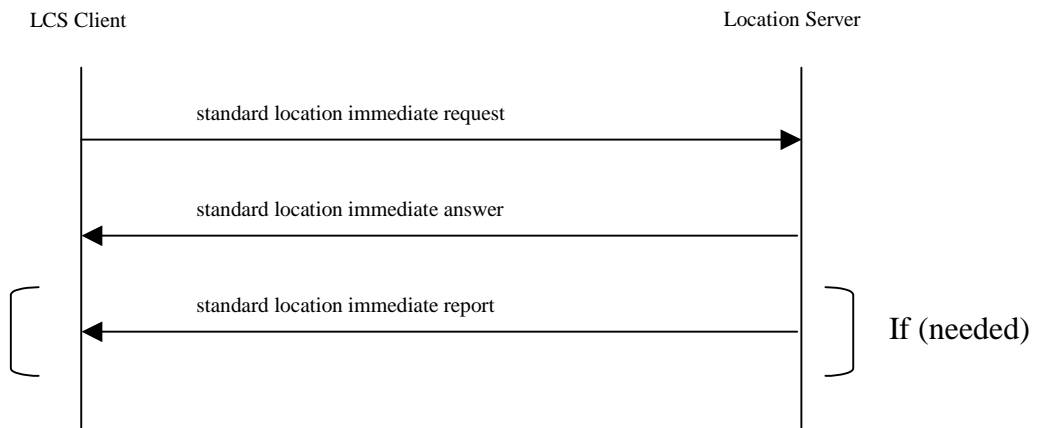 LCS Client
Location Server
standard location immediate request
standard location immediate answer
standard location immediate report
If (needed)